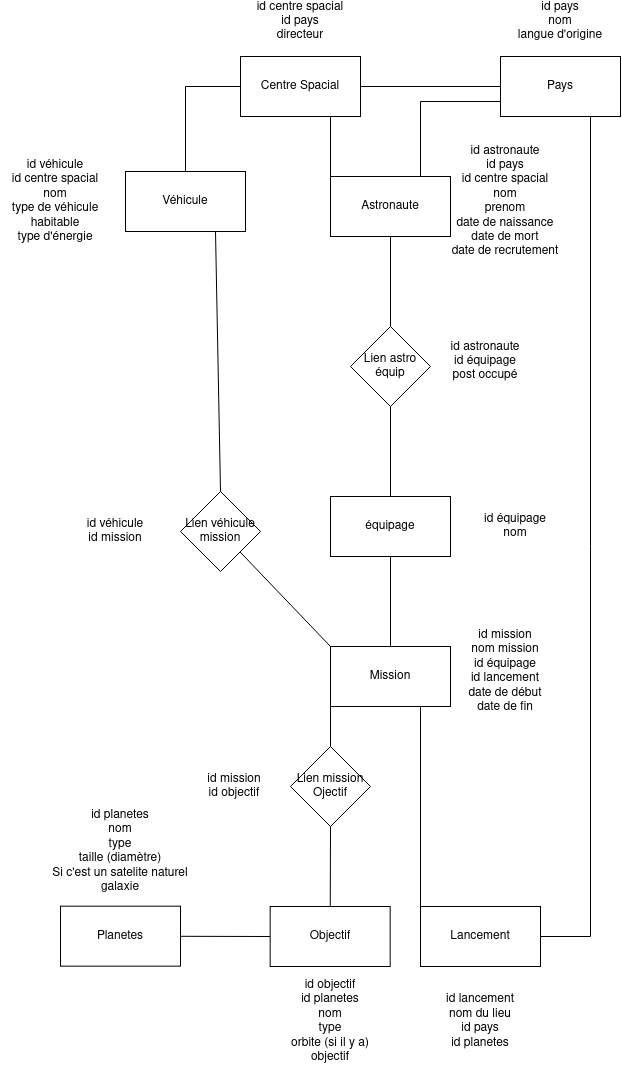 id centre spacial
id pays
directeur
id pays
nom
langue d'origine
Centre Spacial
Pays
id véhicule
id centre spacial
nom
type de véhicule
habitable
type d'énergie
Véhicule
Astronaute
id astronaute
id pays
id centre spacial
nom
prenom
date de naissance
date de mort
date de recrutement
Lien astro
équip
id astronaute
id équipage
post occupé
id véhicule
id mission
Lien véhicule
mission
équipage
id équipage
nom
Mission
id mission
nom mission
id équipage
id lancement
date de début
date de fin
id mission
id objectif
Lien mission
Ojectif
id planetes
nom
type
taille (diamètre)
Si c'est un satelite naturel
galaxie
Planetes
Objectif
Lancement
id objectif
id planetes
nom
type
orbite (si il y a)
objectif
id lancement
nom du lieu
id pays
id planetes